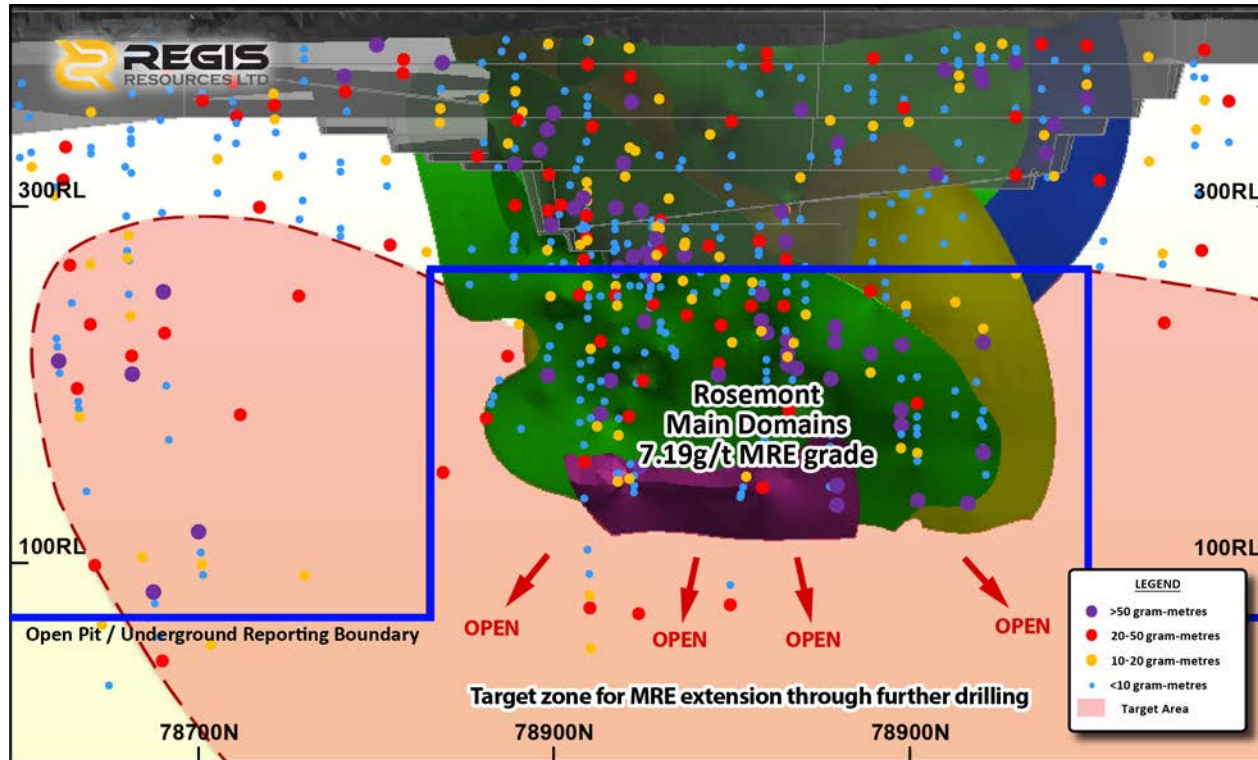 REGIS
RESOURCES LTD
300RL
300RL
Rosemont
Main Domains
7.19g/t MRE grade
100RL
100RL
OPEN
OPEN
OPEN
OPEN
Open Pit / Underground Reporting Boundary
Target zone for MRE extension through further drilling
78700N
78900N
78900N
LEGEND
>50 gram-metres
20-50 gram-metres
10-20 gram-metres
<10 gram-metres
Target Area